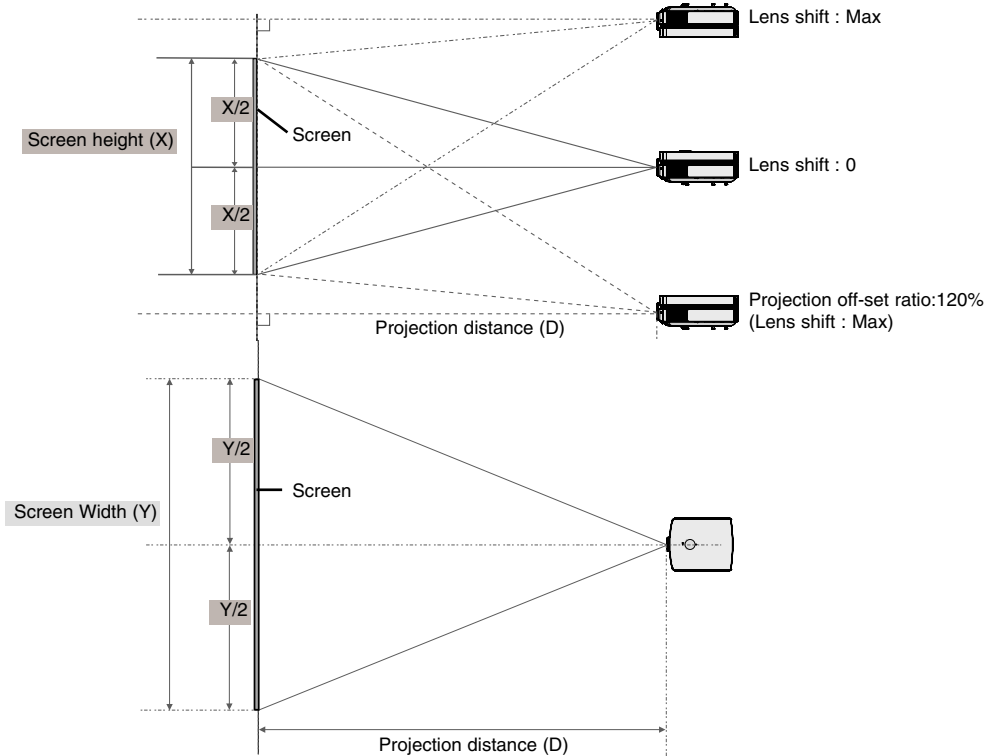 Lens shift : Max
X/2
Screen
Screen height (X)
Lens shift : 0
X/2
Projection off-set ratio:120%
(Lens shift : Max)
Projection distance (D)
Y/2
Screen
Screen Width (Y)
Y/2
Projection distance (D)